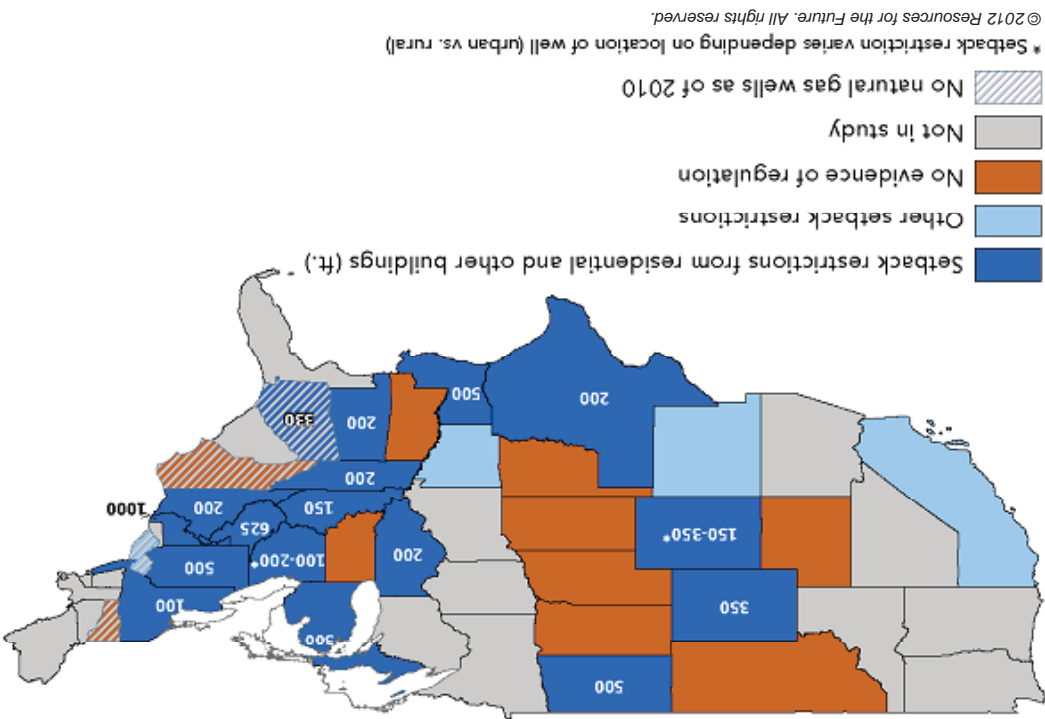 500
300
350
100
500
150-350*
200
100-200*
625
1000
150
200
200
330
200
200
500
Setback restrictions from residential and other buildings (ft.)
Other setback restrictions
No evidence of regulation
Not in study
No natural gas wells as of 2010
* Setback restriction varies depending on location of well (urban vs. rural)
© 2012 Resources for the Future. All rights reserved.